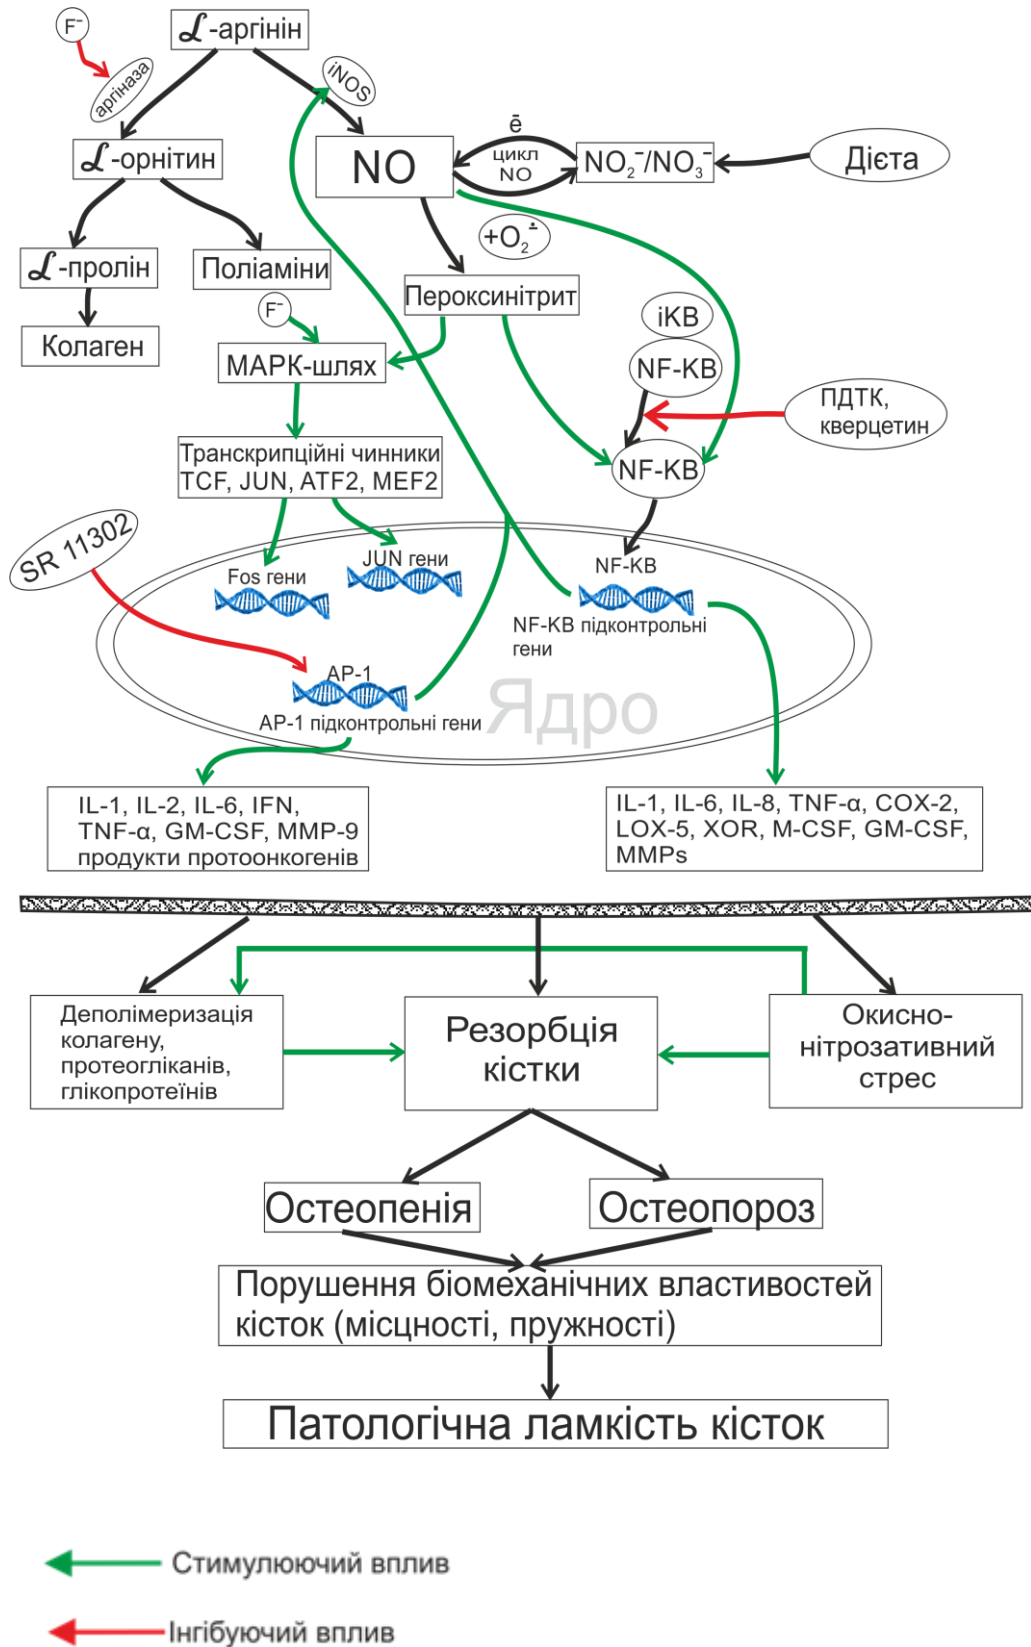 F⁻
ℒ-аргінін
аргіназа
iNOS
ℒ-орнітин
NO
ē
цикл
NO
NO₂⁻/NO₃⁻
Дієта
+O₂∸
ℒ-пролін
Поліаміни
Пероксинітрит
F⁻
iKB
Колаген
МАРК-шлях
NF-KB
ПДТК,
кверцетин
Транскрипційні чинники
TCF, JUN, ATF2, MEF2
NF-KB
SR 11302
Fos гени
JUN гени
NF-KB
NF-KB підконтрольні
гени
AP-1
AP-1 підконтрольні гени
Ядро
IL-1, IL-2, IL-6, IFN,
TNF-α, GM-CSF, MMP-9
продукти протоонкогенів
IL-1, IL-6, IL-8, TNF-α, COX-2,
LOX-5, XOR, M-CSF, GM-CSF,
MMPs
Деполімеризація
колагену,
протеогліканів,
глікопротеїнів
Резорбція
кістки
Окисно-
нітрозативний
стрес
Остеопенія
Остеопороз
Порушення біомеханічних властивостей
кісток (місцності, пружності)
Патологічна ламкість кісток
Стимулюючий вплив
Інгібуючий вплив